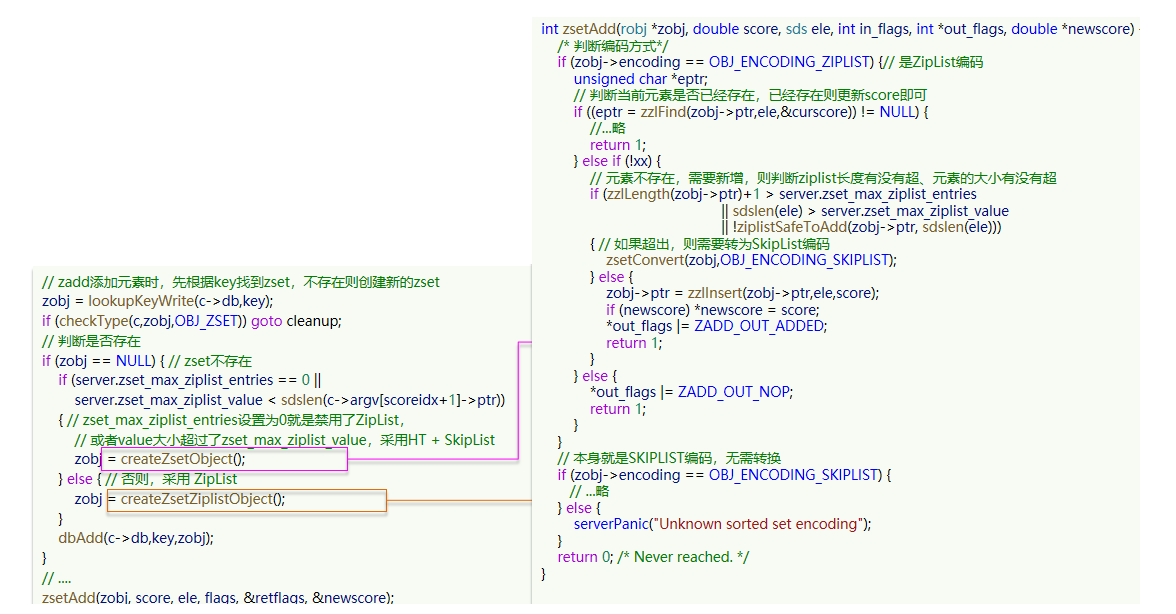 // zadd添加元素时，先根据key找到zset，不存在则创建新的zset
zobj = lookupKeyWrite(c->db,key);
if (checkType(c,zobj,OBJ_ZSET)) goto cleanup;
// 判断是否存在
if (zobj == NULL) { // zset不存在
if (server.zset_max_ziplist_entries == 0 ||
server.zset_max_ziplist_value < sdslen(c->argv[scoreidx+1]->ptr))
{ // zset_max_ziplist_entries设置为0就是禁用了ZipList，
// 或者value大小超过了zset_max_ziplist_value，采用HT + SkipList
zobj = createZsetObject();
} else { // 否则，采用 ZipList
zobj = createZsetZiplistObject();
}
dbAdd(c->db,key,zobj);
}
// ....
zsetAdd(zobj, score, ele, flags, &retflags, &newscore);
int zsetAdd(robj *zobj, double score, sds ele, int in_flags, int *out_flags, double *newscore)
/* 判断编码方式*/
if (zobj->encoding == OBJ_ENCODING_ZIPLIST) {// 是ZipList编码
unsigned char *eptr;
// 判断当前元素是否已经存在，已经存在则更新score即可
if ((eptr = zzlFind(zobj->ptr,ele,&curscore)) != NULL) {
//...略
return 1;
} else if (!xx) {
// 元素不存在，需要新增，则判断ziplist长度有没有超、元素的大小有没有超
if (zzlLength(zobj->ptr)+1 > server.zset_max_ziplist_entries
|| sdslen(ele) > server.zset_max_ziplist_value
|| !ziplistSafeToAdd(zobj->ptr, sdslen(ele)))
{ // 如果超出，则需要转为SkipList编码
zsetConvert(zobj,OBJ_ENCODING_SKIPLIST);
} else {
zobj->ptr = zzlInsert(zobj->ptr,ele,score);
if (newscore) *newscore = score;
*out_flags |= ZADD_OUT_ADDED;
return 1;
}
} else {
*out_flags |= ZADD_OUT_NOP;
return 1;
}
}
// 本身就是SKIPLIST编码，无需转换
if (zobj->encoding == OBJ_ENCODING_SKIPLIST) {
// ...略
} else {
serverPanic("Unknown sorted set encoding");
}
return 0; /* Never reached. */
}